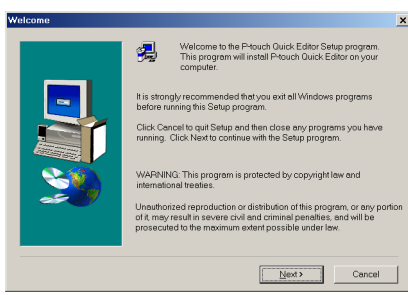 Welcome
Welcome to the P-touch Quick Editor Setup program.
This program will install P-touch Quick Editor on your
computer.
It is strongly recommended that you exit all Windows programs
before running this Setup program.
Click Cancel to quit Setup and then close any programs you have
running. Click Next to continue with the Setup program.
WARNING: This program is protected by copyright law and
international treaties.
Unauthorized reproduction or distribution of this program, or any portion
of it, may result in severe civil and criminal penalties, and will be
prosecuted to the maximum extent possible under law.
Next >
Cancel